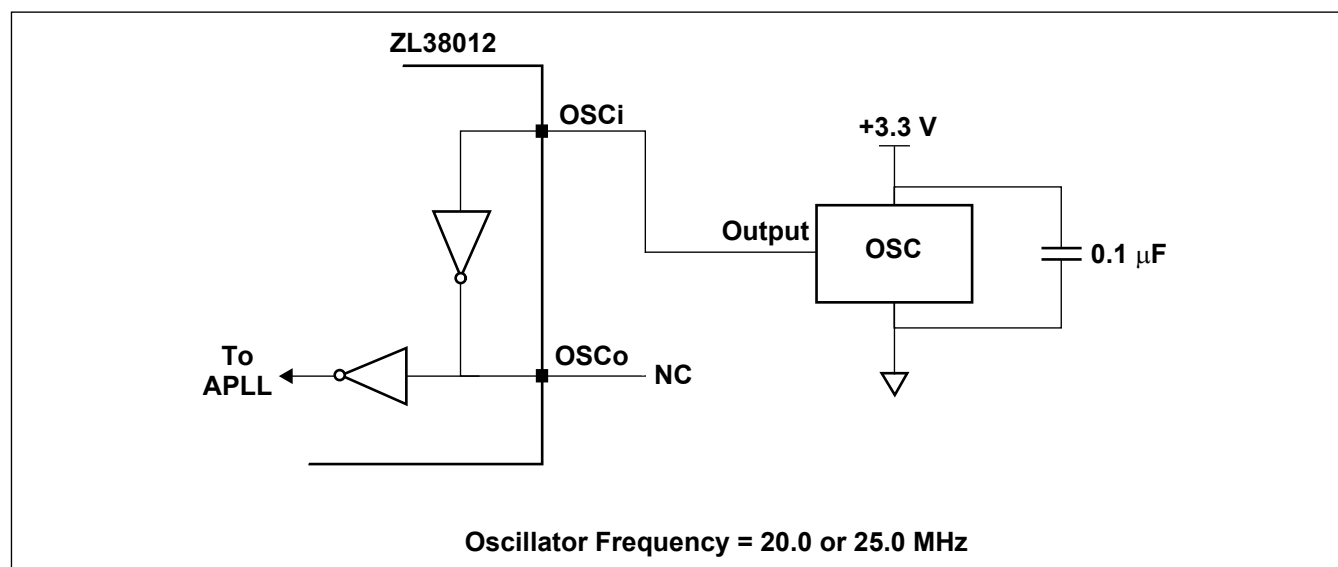 ZL38012
OSCi
+3.3 V
Output
OSC
0.1 μF
OSCo
To
APLL
NC
Oscillator Frequency = 20.0 or 25.0 MHz